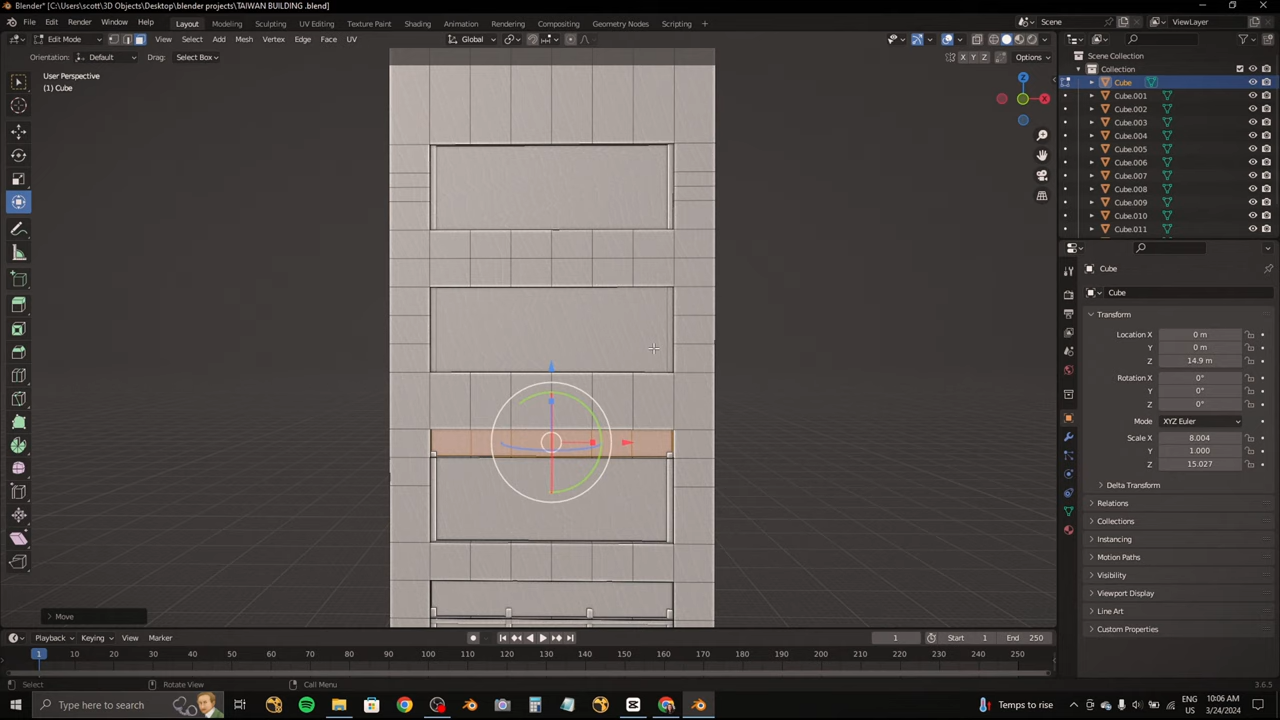 Blender* [C:\Users\scott\3D Objects\Desktop\blender projects\TAIWAN BUILDING .blend]
File Edit Render Window Help Layout Modeling Sculpting UV Editing Texture Paint Shading Animation Rendering Compositing Geometry Nodes Scripting + Scene ViewLayer
Edit Mode View Select Add Mesh Vertex Edge Face UV Global
Orientation: Default Drag: Select Box X Y Z Options
User Perspective
(1) Cube
Z
X
Move
Scene Collection
Collection
Cube
Cube.001
Cube.002
Cube.003
Cube.004
Cube.005
Cube.006
Cube.007
Cube.008
Cube.009
Cube.010
Cube.011
Cube
Cube
Transform
Location X 0 m
Y 0 m
Z 14.9 m
Rotation X 0°
Y 0°
Z 0°
Mode XYZ Euler
Scale X 8.004
Y 1.000
Z 15.027
Delta Transform
Relations
Collections
Instancing
Motion Paths
Visibility
Viewport Display
Line Art
Custom Properties
Playback Keying View Marker 1 Start 1 End 250
1 10 20 30 40 50 60 70 80 90 100 110 120 130 140 150 160 170 180 190 200 210 220 230 240 250
Select Rotate View Call Menu 3.6.5
Type here to search Temps to rise ENG US 10:06 AM 3/24/2024